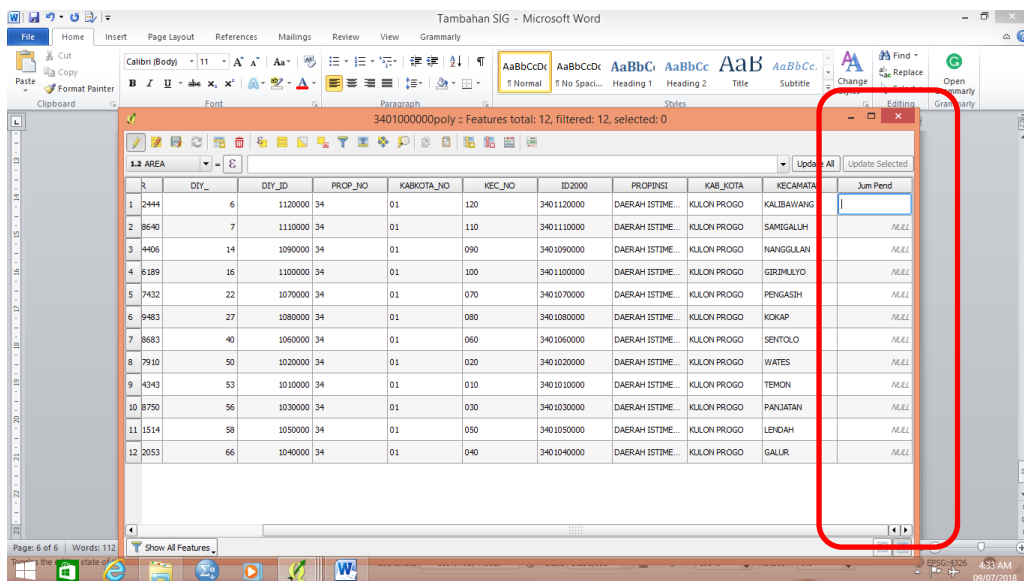 Tambahan SIG - Microsoft Word
File Home Insert Page Layout References Mailings Review View Grammarly
Cut
Copy
Format Painter
Paste
Calibri (Body) 11
AaBbCcDc AaBbCcDc AaBbC AaBbCc AaB AaBbCc.
¶ Normal ¶ No Spaci... Heading 1 Heading 2 Title Subtitle
Change
Find
Replace
Open
Clipboard Font Paragraph Styles Editing
3401000000poly :: Features total: 12, filtered: 12, selected: 0
1.2 AREA = ε Update All Update Selected
DIY_ DIY_ID PROP_NO KABKOTA_NO KEC_NO ID2000 PROPINSI KAB_KOTA KECAMATA Jum Pend
1 2444 6 1120000 34 01 120 3401120000 DAERAH ISTIME... KULON PROGO KALIBAWANG
2 8640 7 1110000 34 01 110 3401110000 DAERAH ISTIME... KULON PROGO SAMIGALUH NULL
3 4406 14 1090000 34 01 090 3401090000 DAERAH ISTIME... KULON PROGO NANGGULAN NULL
4 6189 16 1100000 34 01 100 3401100000 DAERAH ISTIME... KULON PROGO GIRIMULYO NULL
5 7432 22 1070000 34 01 070 3401070000 DAERAH ISTIME... KULON PROGO PENGASIH NULL
6 9483 27 1080000 34 01 080 3401080000 DAERAH ISTIME... KULON PROGO KOKAP NULL
7 8683 40 1060000 34 01 060 3401060000 DAERAH ISTIME... KULON PROGO SENTOLO NULL
8 7910 50 1020000 34 01 020 3401020000 DAERAH ISTIME... KULON PROGO WATES NULL
9 4343 53 1010000 34 01 010 3401010000 DAERAH ISTIME... KULON PROGO TEMON NULL
10 8750 56 1030000 34 01 030 3401030000 DAERAH ISTIME... KULON PROGO PANJATAN NULL
11 1514 58 1050000 34 01 050 3401050000 DAERAH ISTIME... KULON PROGO LENDAH NULL
12 2053 66 1040000 34 01 040 3401040000 DAERAH ISTIME... KULON PROGO GALUR NULL
Show All Features
Page: 6 of 6 Words: 112
EPSG:4326
4:33 AM
09/07/2018